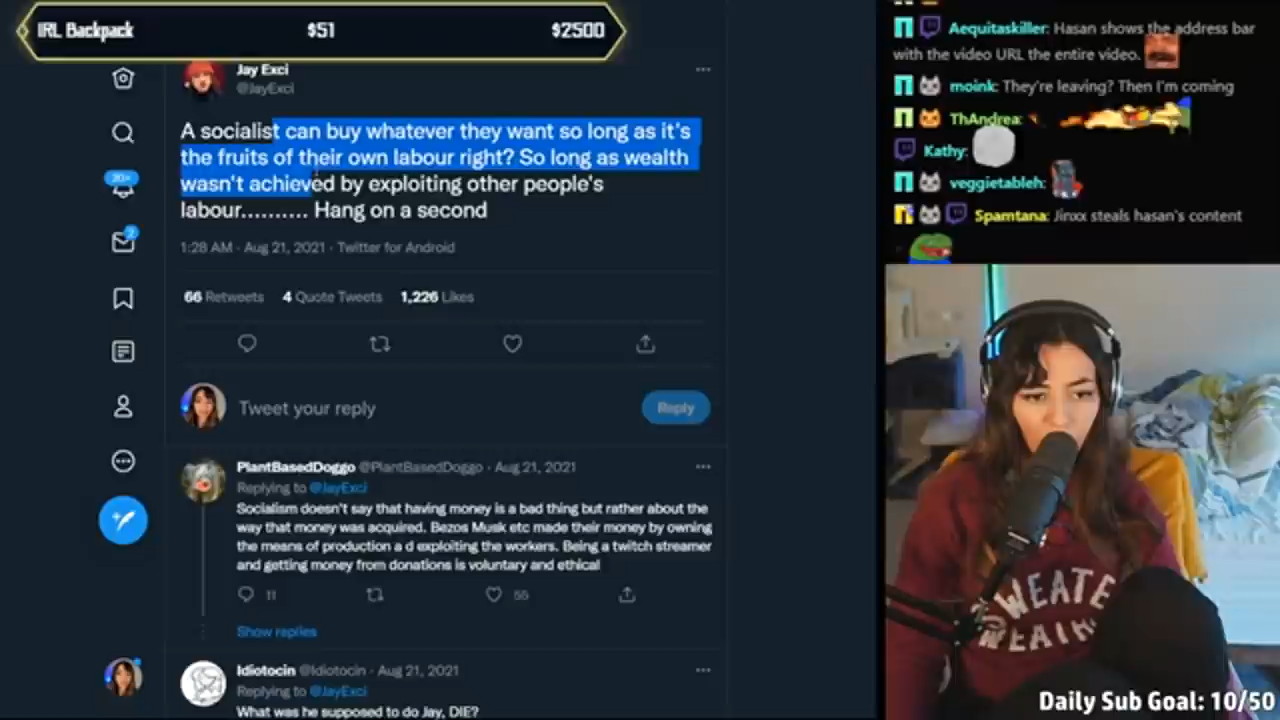 IRL Backpack $51 $2500
Jay Exci
@JayExci
A socialist can buy whatever they want so long as it's
the fruits of their own labour right? So long as wealth
wasn't achieved by exploiting other people's
labour.......... Hang on a second
1:28 AM · Aug 21, 2021 · Twitter for Android
66 Retweets 4 Quote Tweets 1,226 Likes
20+
2
Tweet your reply
Reply
PlantBasedDoggo @PlantBasedDoggo · Aug 21, 2021
Replying to @JayExci
Socialism doesn't say that having money is a bad thing but rather about the
way that money was acquired. Bezos Musk etc made their money by owning
the means of production a d exploiting the workers. Being a twitch streamer
and getting money from donations is voluntary and ethical
11 55
Show replies
Idiotocin @Idiotocin · Aug 21, 2021
Replying to @JayExci
What was he supposed to do Jay, DIE?
Aequitaskiller: Hasan shows the address bar
with the video URL the entire video.
moink: They're leaving? Then I'm coming
ThAndrea:
Kathy:
veggietableh:
Spamtana: Jinxx steals hasan's content
WEATE
WEATH
Daily Sub Goal: 10/50